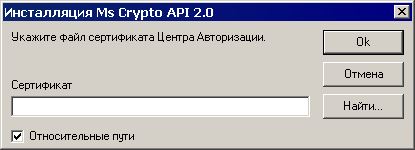 Инсталляция Ms Crypto API 2.0
Укажите файл сертификата Центра Авторизации.
Ok
Отмена
Сертификат
Найти...
Относительные пути